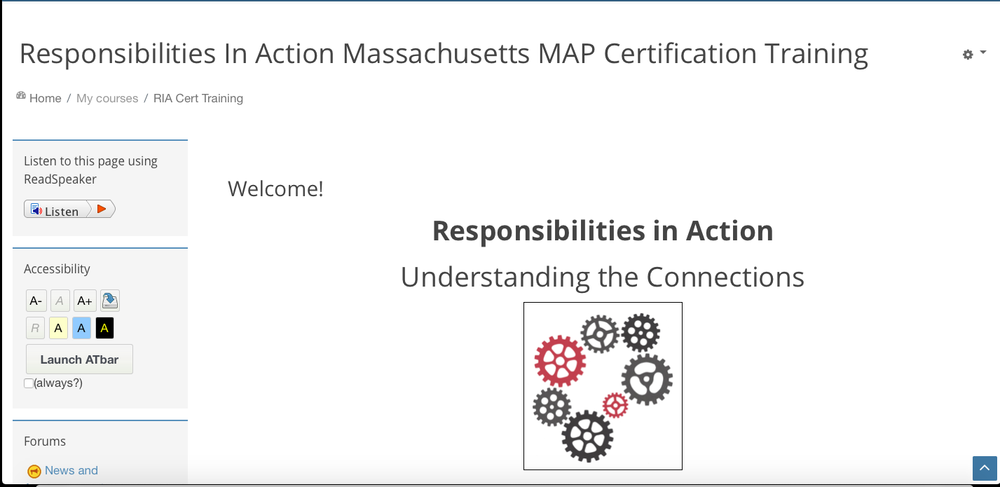 Responsibilities In Action Massachusetts MAP Certification Training
Home / My courses / RIA Cert Training
Listen to this page using
ReadSpeaker
Listen
Welcome!
Responsibilities in Action
Understanding the Connections
Accessibility
A- A A+
R A A A
Launch ATbar
(always?)
Forums
News and